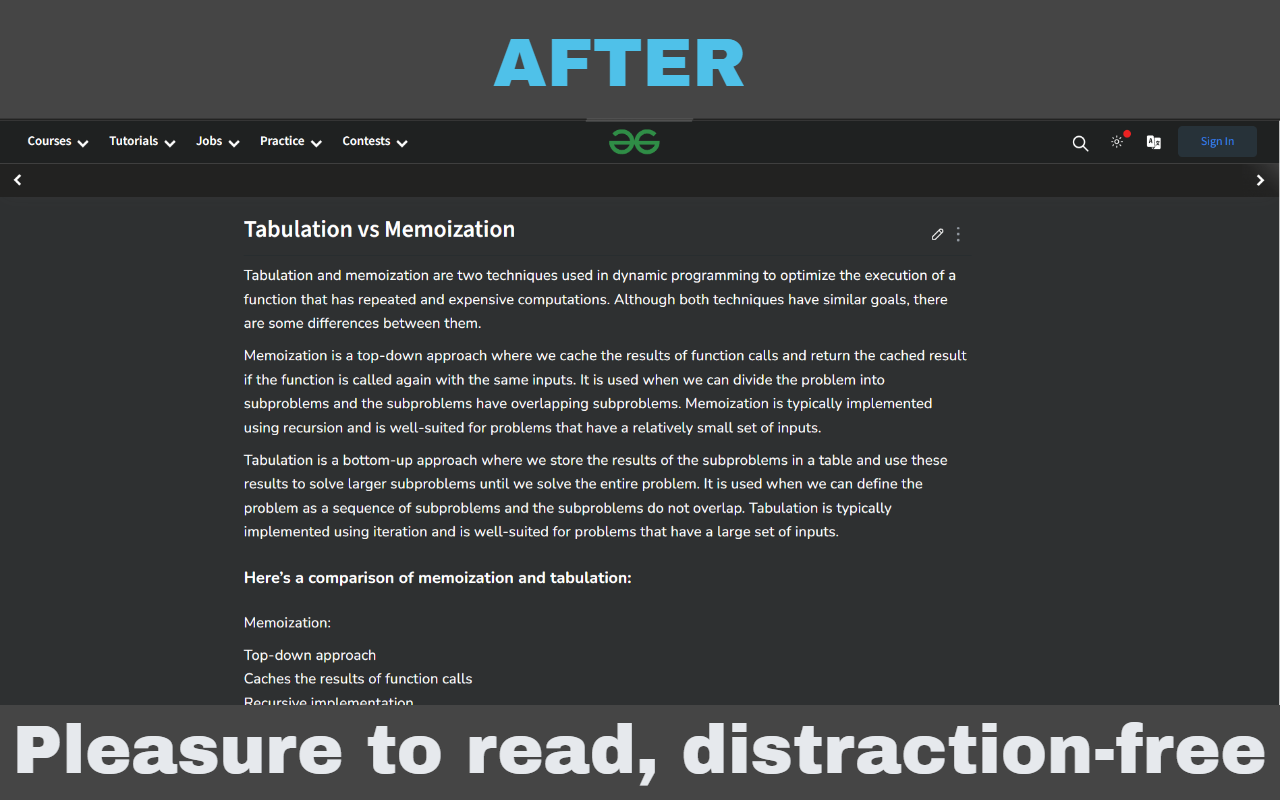 AFTER
Courses Tutorials Jobs Practice Contests Sign In
Tabulation vs Memoization
Tabulation and memoization are two techniques used in dynamic programming to optimize the execution of a
function that has repeated and expensive computations. Although both techniques have similar goals, there
are some differences between them.
Memoization is a top-down approach where we cache the results of function calls and return the cached result
if the function is called again with the same inputs. It is used when we can divide the problem into
subproblems and the subproblems have overlapping subproblems. Memoization is typically implemented
using recursion and is well-suited for problems that have a relatively small set of inputs.
Tabulation is a bottom-up approach where we store the results of the subproblems in a table and use these
results to solve larger subproblems until we solve the entire problem. It is used when we can define the
problem as a sequence of subproblems and the subproblems do not overlap. Tabulation is typically
implemented using iteration and is well-suited for problems that have a large set of inputs.
Here’s a comparison of memoization and tabulation:
Memoization:
Top-down approach
Caches the results of function calls
Recursive implementation
Pleasure to read, distraction-free